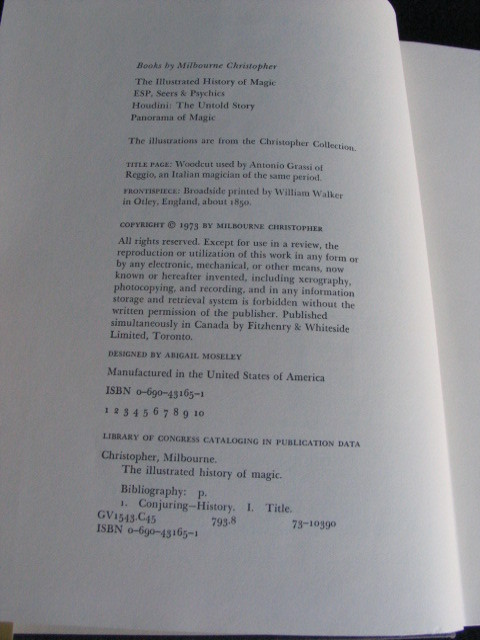 Books by Milbourne Christopher
The Illustrated History of Magic
ESP, Seers & Psychics
Houdini: The Untold Story
Panorama of Magic
The illustrations are from the Christopher Collection.
TITLE PAGE: Woodcut used by Antonio Grassi of
Reggio, an Italian magician of the same period.
FRONTISPIECE: Broadside printed by William Walker
in Otley, England, about 1850.
COPYRIGHT © 1973 BY MILBOURNE CHRISTOPHER
All rights reserved. Except for use in a review, the
reproduction or utilization of this work in any form or
by any electronic, mechanical, or other means, now
known or hereafter invented, including xerography,
photocopying, and recording, and in any information
storage and retrieval system is forbidden without the
written permission of the publisher. Published
simultaneously in Canada by Fitzhenry & Whiteside
Limited, Toronto.
DESIGNED BY ABIGAIL MOSELEY
Manufactured in the United States of America
ISBN 0-690-43165-1
1 2 3 4 5 6 7 8 9 10
LIBRARY OF CONGRESS CATALOGING IN PUBLICATION DATA
Christopher, Milbourne.
The illustrated history of magic.
Bibliography: p.
1. Conjuring—History. I. Title.
GV1543.C45 793.8 73-10390
ISBN 0-690-43165-1